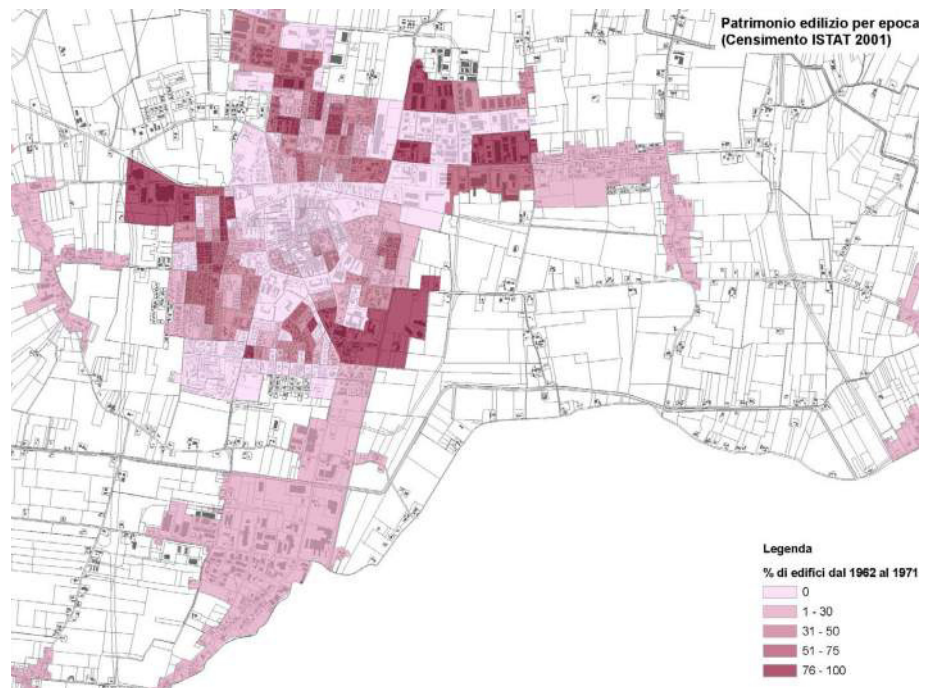 Patrimonio edilizio per epoca
(Censimento ISTAT 2001)
Legenda
% di edifici dal 1962 al 1971
0
1 - 30
31 - 50
51 - 75
76 - 100